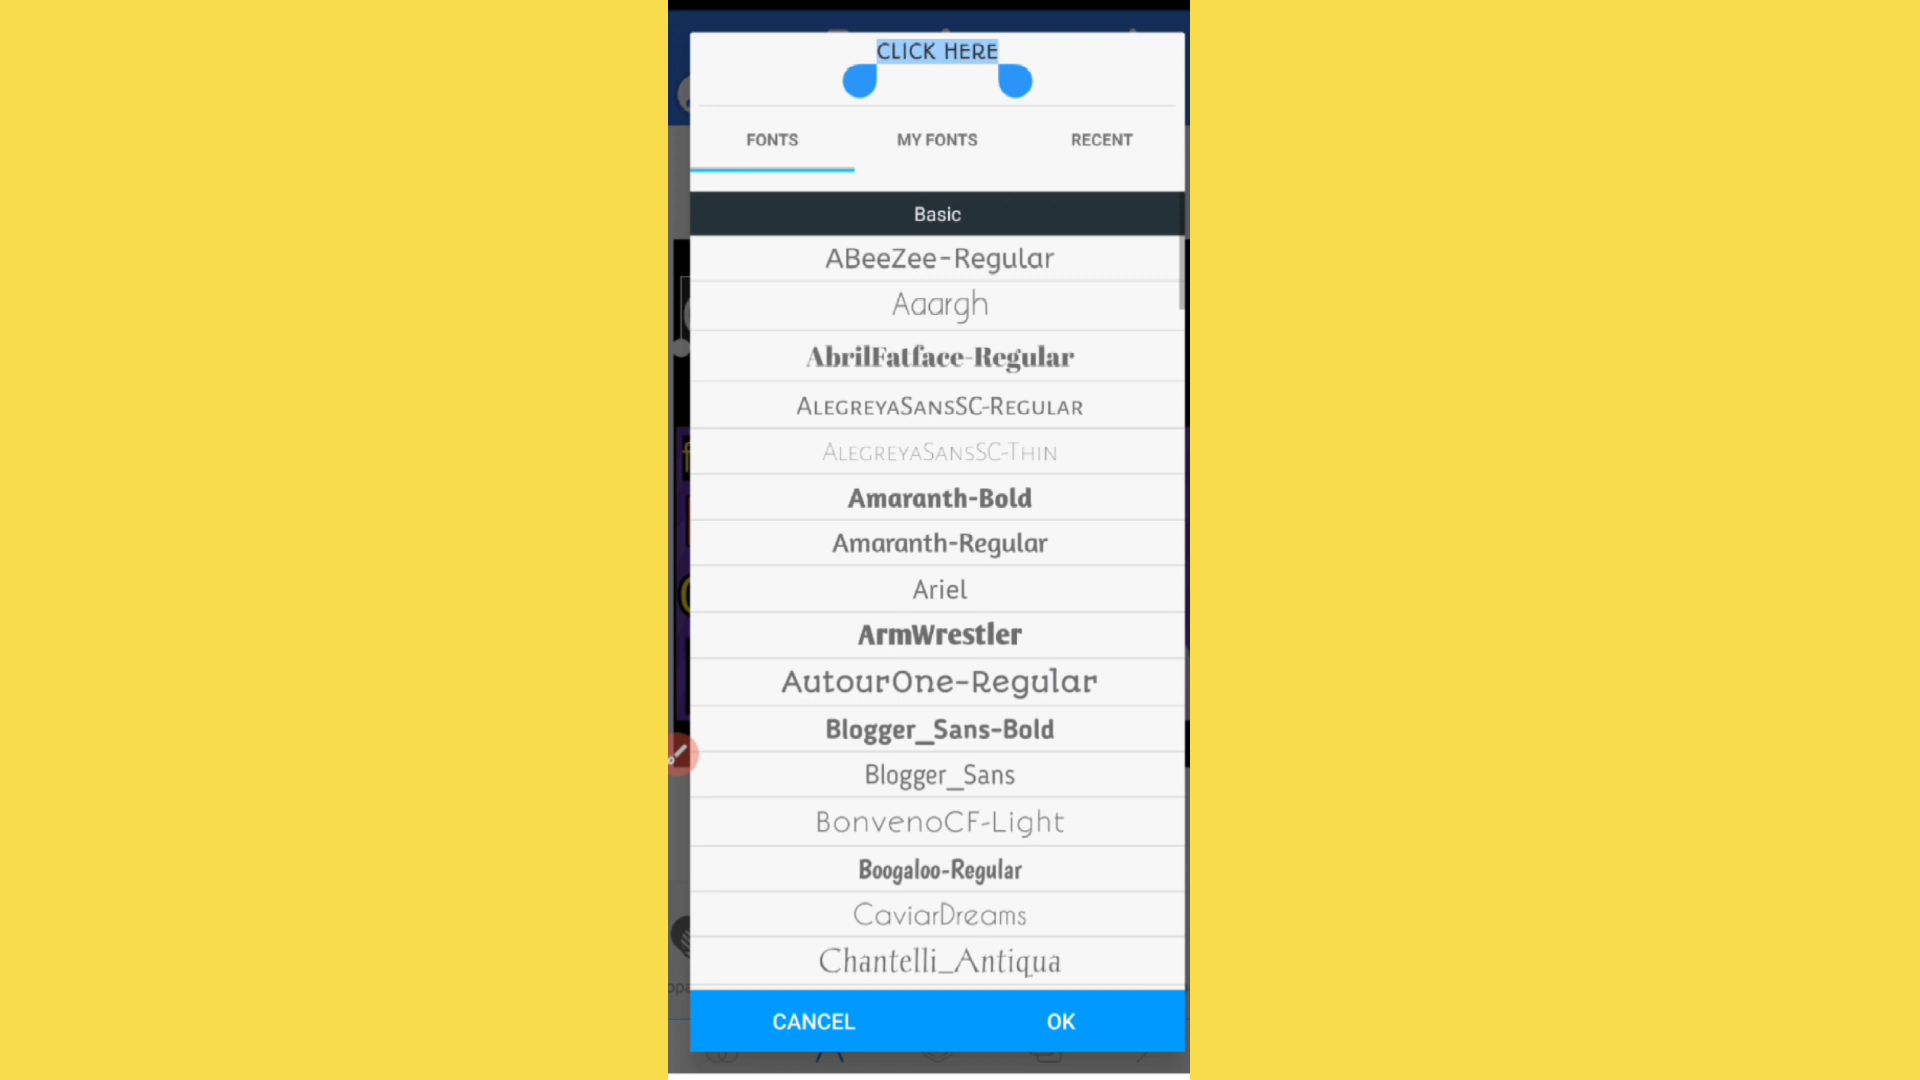 CLICK HERE
FONTS MY FONTS RECENT
Basic
ABeeZee-Regular
Aaargh
AbrilFatface-Regular
AlegreyaSansSC-Regular
AlegreyaSansSC-Thin
Amaranth-Bold
Amaranth-Regular
Ariel
ArmWrestler
AutourOne-Regular
Blogger_Sans-Bold
Blogger_Sans
BonvenoCF-Light
Boogaloo-Regular
CaviarDreams
Chantelli_Antiqua
CANCEL OK